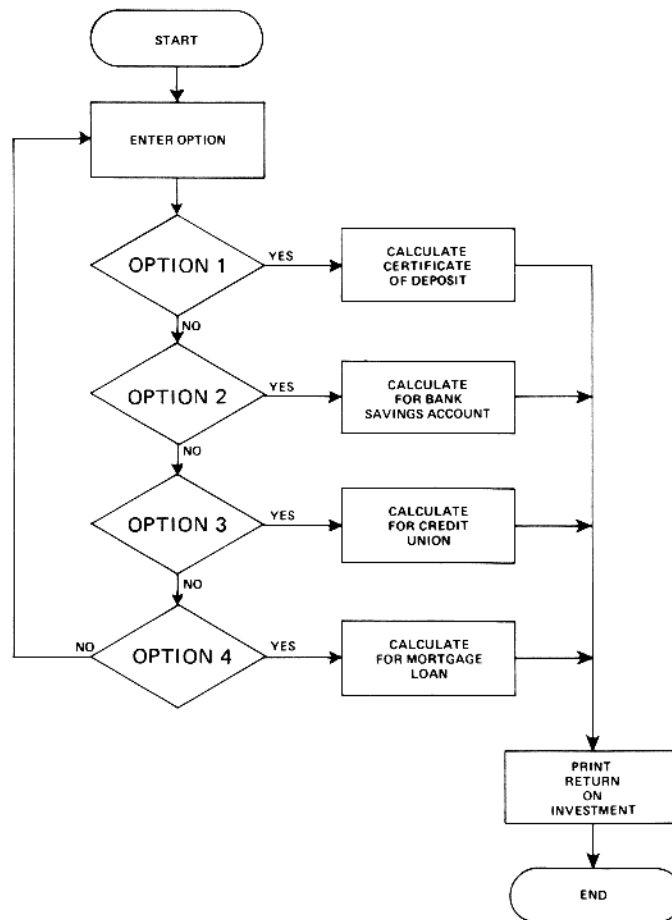 START
ENTER OPTION
OPTION 1
YES
CALCULATE
CERTIFICATE
OF DEPOSIT
NO
OPTION 2
YES
CALCULATE
FOR BANK
SAVINGS ACCOUNT
NO
OPTION 3
YES
CALCULATE
FOR CREDIT
UNION
NO
NO
OPTION 4
YES
CALCULATE
FOR MORTGAGE
LOAN
PRINT
RETURN
ON
INVESTMENT
END